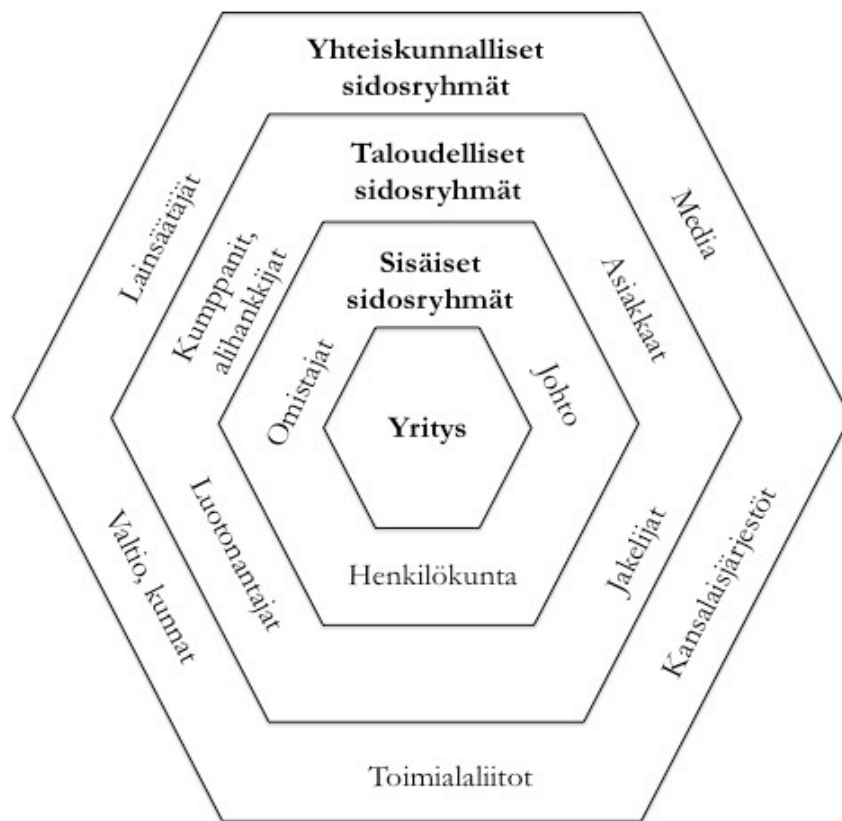 Yhteiskunnalliset
sidosryhmät
Taloudelliset
sidosryhmät
Sisäiset
sidosryhmät
Yritys
Lainsäätäjät
Kumppanit,
alihankkijat
Omistajat
Johto
Asiakkaat
Media
Valtio, kunnat
Luotonantajat
Henkilökunta
Jakelijat
Kansalaisjärjestöt
Toimialaliitot